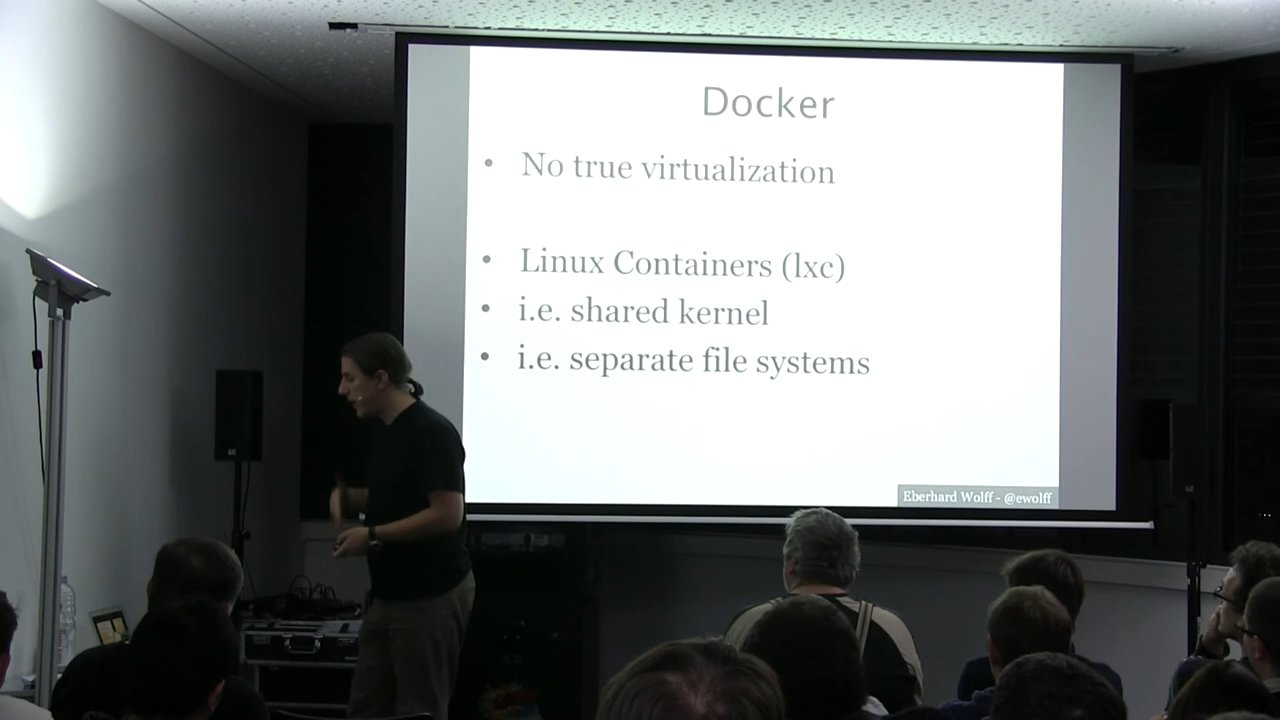 Docker
• No true virtualization
• Linux Containers (lxc)
• i.e. shared kernel
• i.e. separate file systems
Eberhard Wolff - @ewolff